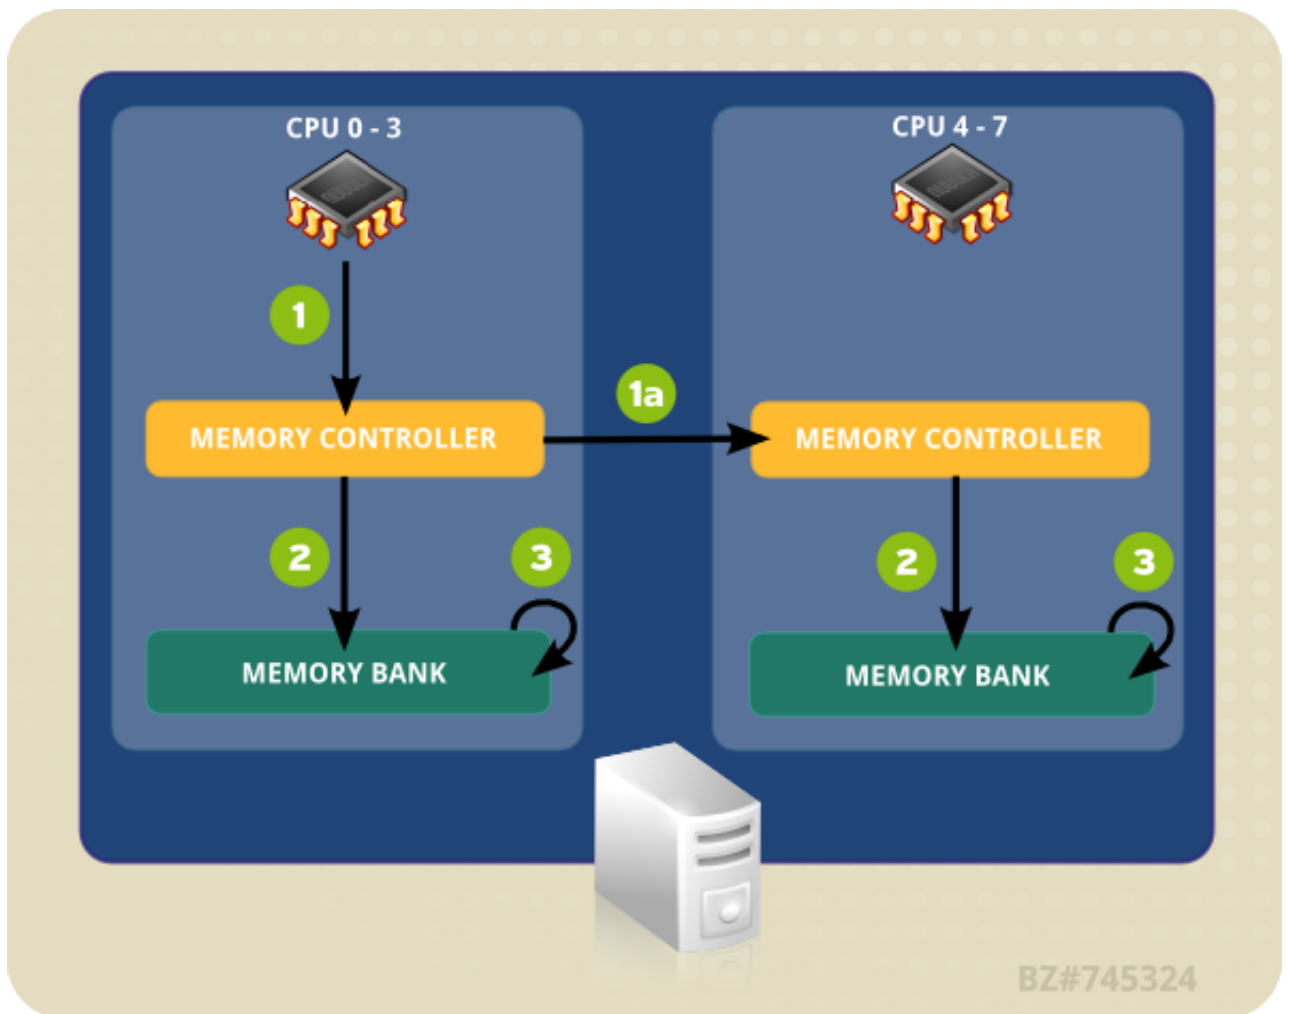 CPU 0 - 3
CPU 4 - 7
1
1a
MEMORY CONTROLLER
MEMORY CONTROLLER
2
3
2
3
MEMORY BANK
MEMORY BANK
BZ#745324